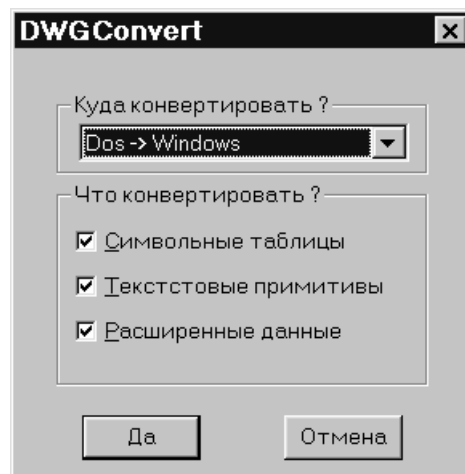 DWGConvert
Куда конвертировать ?
Dos -> Windows
Что конвертировать ?
Символьные таблицы
Текстстовые примитивы
Расширенные данные
Да Отмена